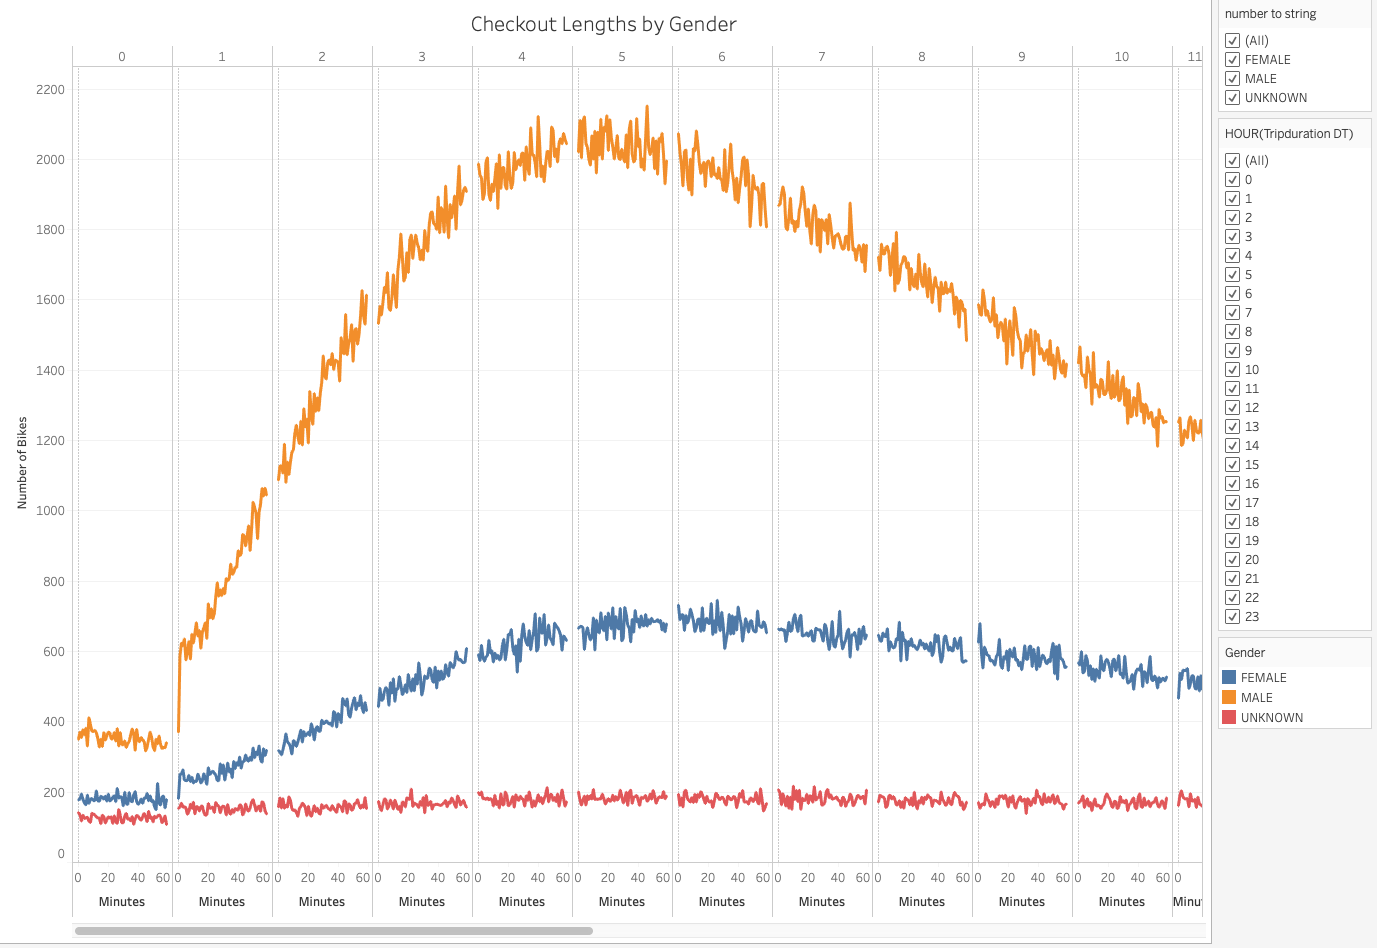 Checkout Lengths by Gender
0 1 2 3 4 5 6 7 8 9 10 11
2200
2000
1800
1600
1400
1200
1000
800
600
400
200
0
Number of Bikes
0 20 40 60 0 20 40 60 0 20 40 60 0 20 40 60 0 20 40 60 0 20 40 60 0 20 40 60 0 20 40 60 0 20 40 60 0 20 40 60 0 20 40 60 0
Minutes Minutes Minutes Minutes Minutes Minutes Minutes Minutes Minutes Minutes Minutes Minu
number to string
(All)
FEMALE
MALE
UNKNOWN
HOUR(Tripduration DT)
(All)
0
1
2
3
4
5
6
7
8
9
10
11
12
13
14
15
16
17
18
19
20
21
22
23
Gender
FEMALE
MALE
UNKNOWN